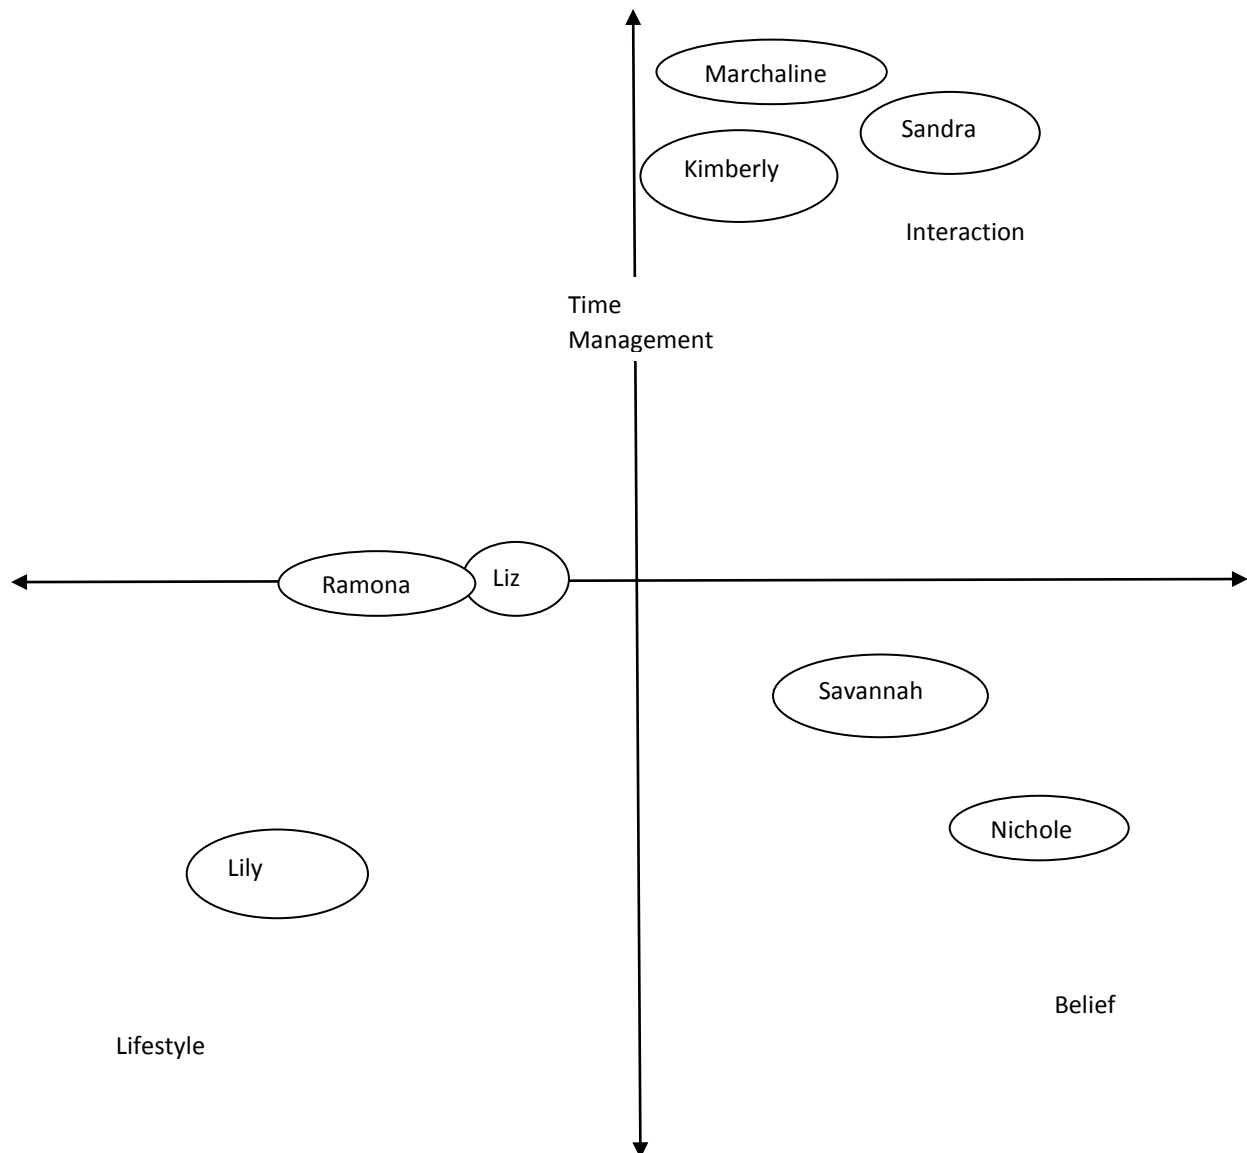 Marchaline
Sandra
Kimberly
Interaction
Time
Management
Ramona
Liz
Savannah
Nichole
Lily
Belief
Lifestyle